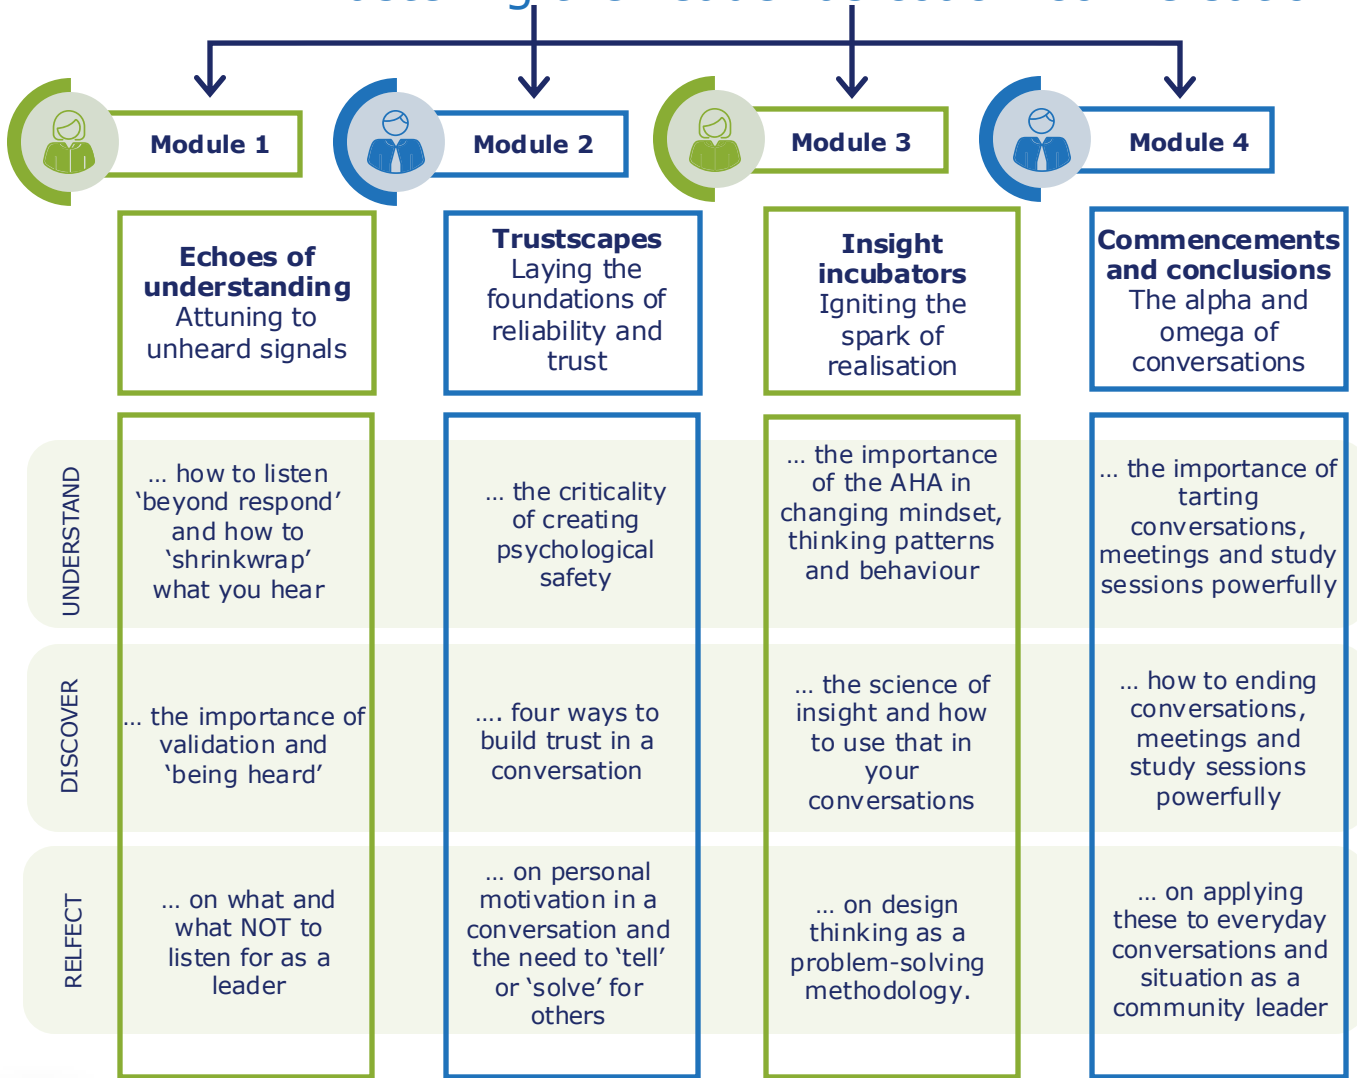 Module 1
Module 2
Module 3
Module 4
Echoes of
understanding
Attuning to
unheard signals
Trustscapes
Laying the
foundations of
reliability and
trust
Insight
incubators
Igniting the
spark of
realisation
Commencements
and conclusions
The alpha and
omega of
conversations
UNDERSTAND
... how to listen
‘beyond respond’
and how to
‘shrinkwrap’
what you hear
... the criticality
of creating
psychological
safety
... the importance
of the AHA in
changing mindset,
thinking patterns
and behaviour
... the importance of
tarting
conversations,
meetings and study
sessions powerfully
DISCOVER
... the importance of
validation and
‘being heard’
.... four ways to
build trust in a
conversation
... the science of
insight and how
to use that in
your
conversations
... how to ending
conversations,
meetings and
study sessions
powerfully
RELFECT
... on what and
what NOT to
listen for as a
leader
... on personal
motivation in a
conversation and
the need to ‘tell’
or ‘solve’ for
others
... on design
thinking as a
problem-solving
methodology.
... on applying
these to everyday
conversations and
situation as a
community leader